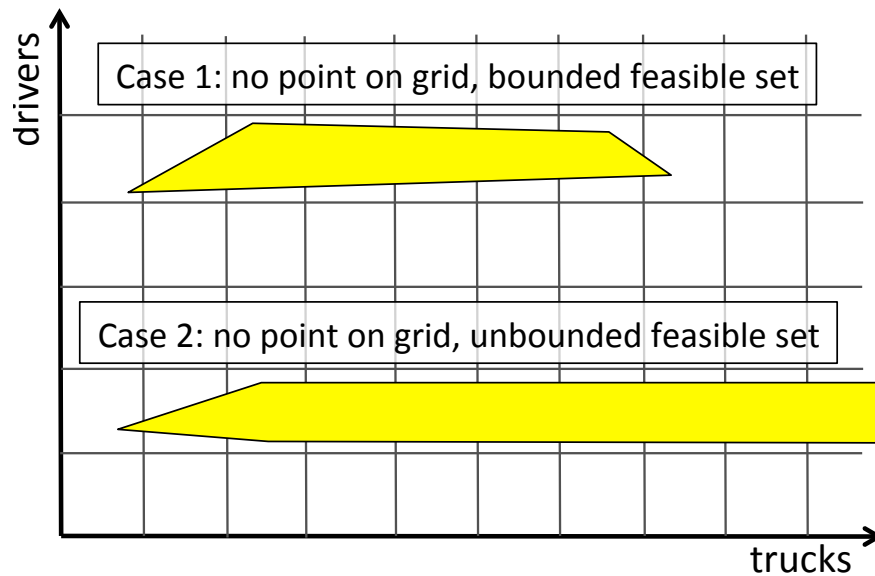 drivers
Case 1: no point on grid, bounded feasible set
Case 2: no point on grid, unbounded feasible set
trucks